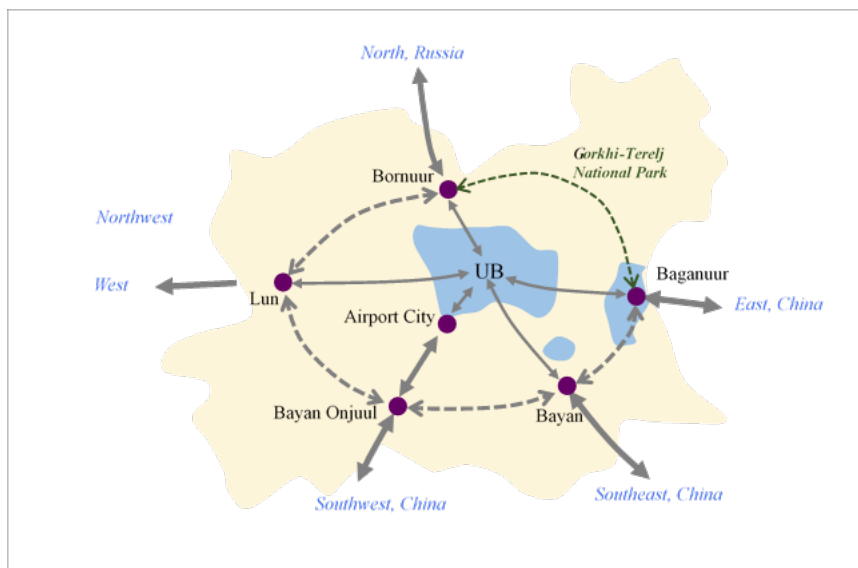 North, Russia
Gorkhi-Terelj
National Park
Bornuur
Northwest
UB
Baganuur
West
Lun
East, China
Airport City
Bayan Onjuul
Bayan
Southeast, China
Southwest, China